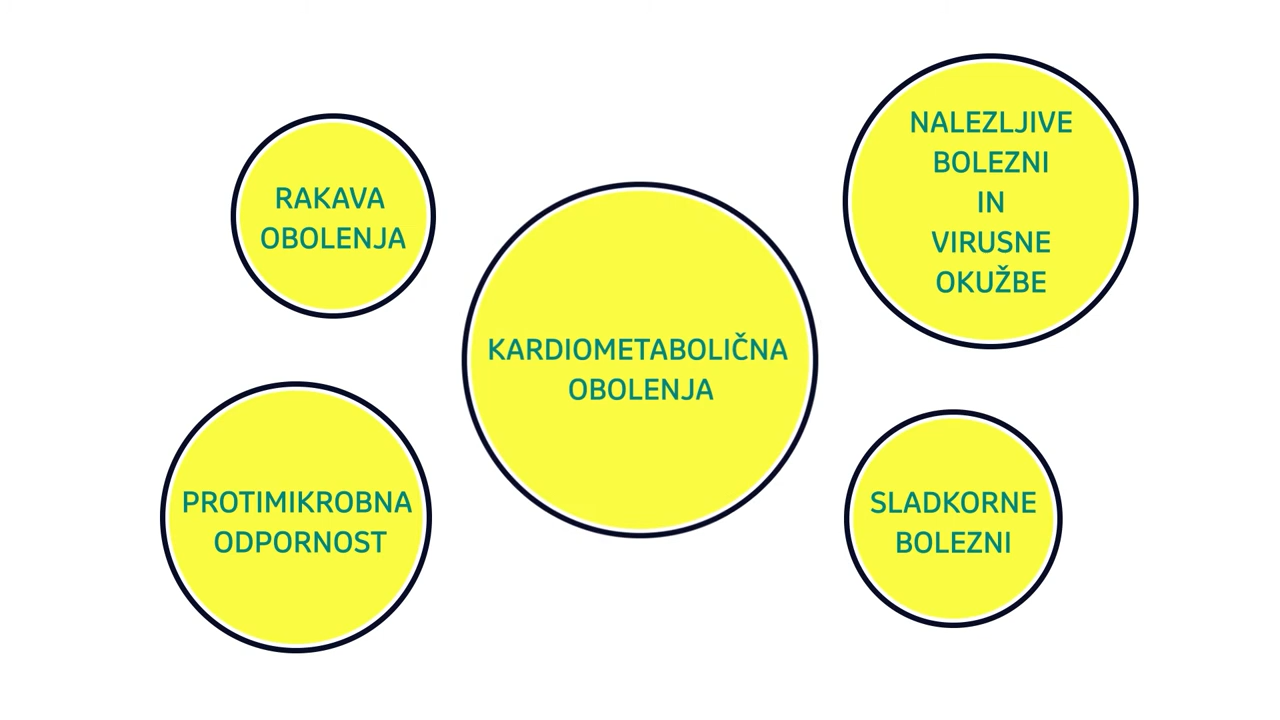 RAKAVA
OBOLENJA
NALEZLJIVE
BOLEZNI
IN
VIRUSNE
OKUŽBE
KARDIOMETABOLIČNA
OBOLENJA
PROTIMIKROBNA
ODPORNOST
SLADKORNE
BOLEZNI